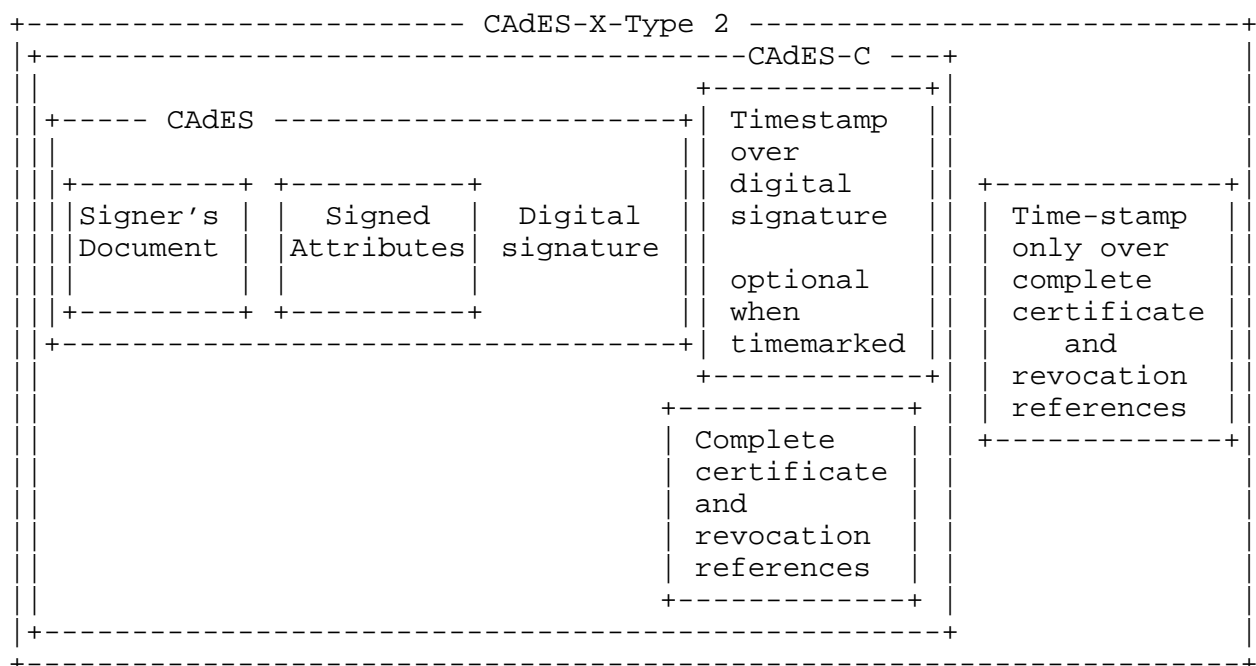 CAdES-X-Type 2
CAdES-C
CAdES
Timestamp
over
digital
signature
optional
when
timemarked
Signer’s
Document
Signed
Attributes
Digital
signature
Time-stamp
only over
complete
certificate
and
revocation
references
Complete
certificate
and
revocation
references